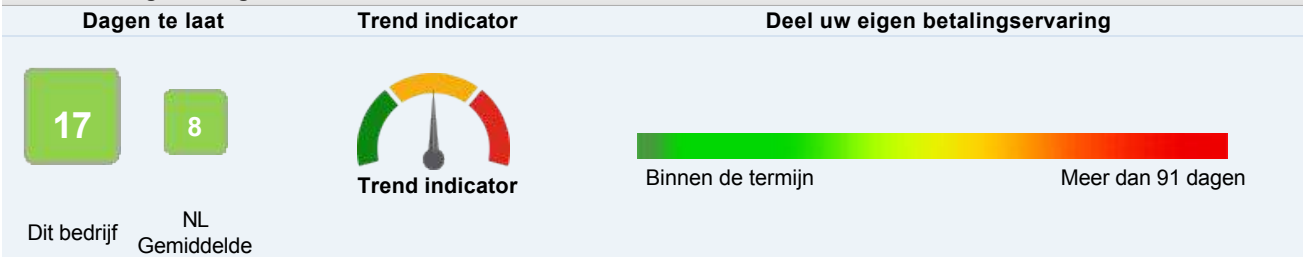 Dagen te laat
Trend indicator
Deel uw eigen betalingservaring
17
8
Trend indicator
Binnen de termijn
Meer dan 91 dagen
Dit bedrijf
NL
Gemiddelde